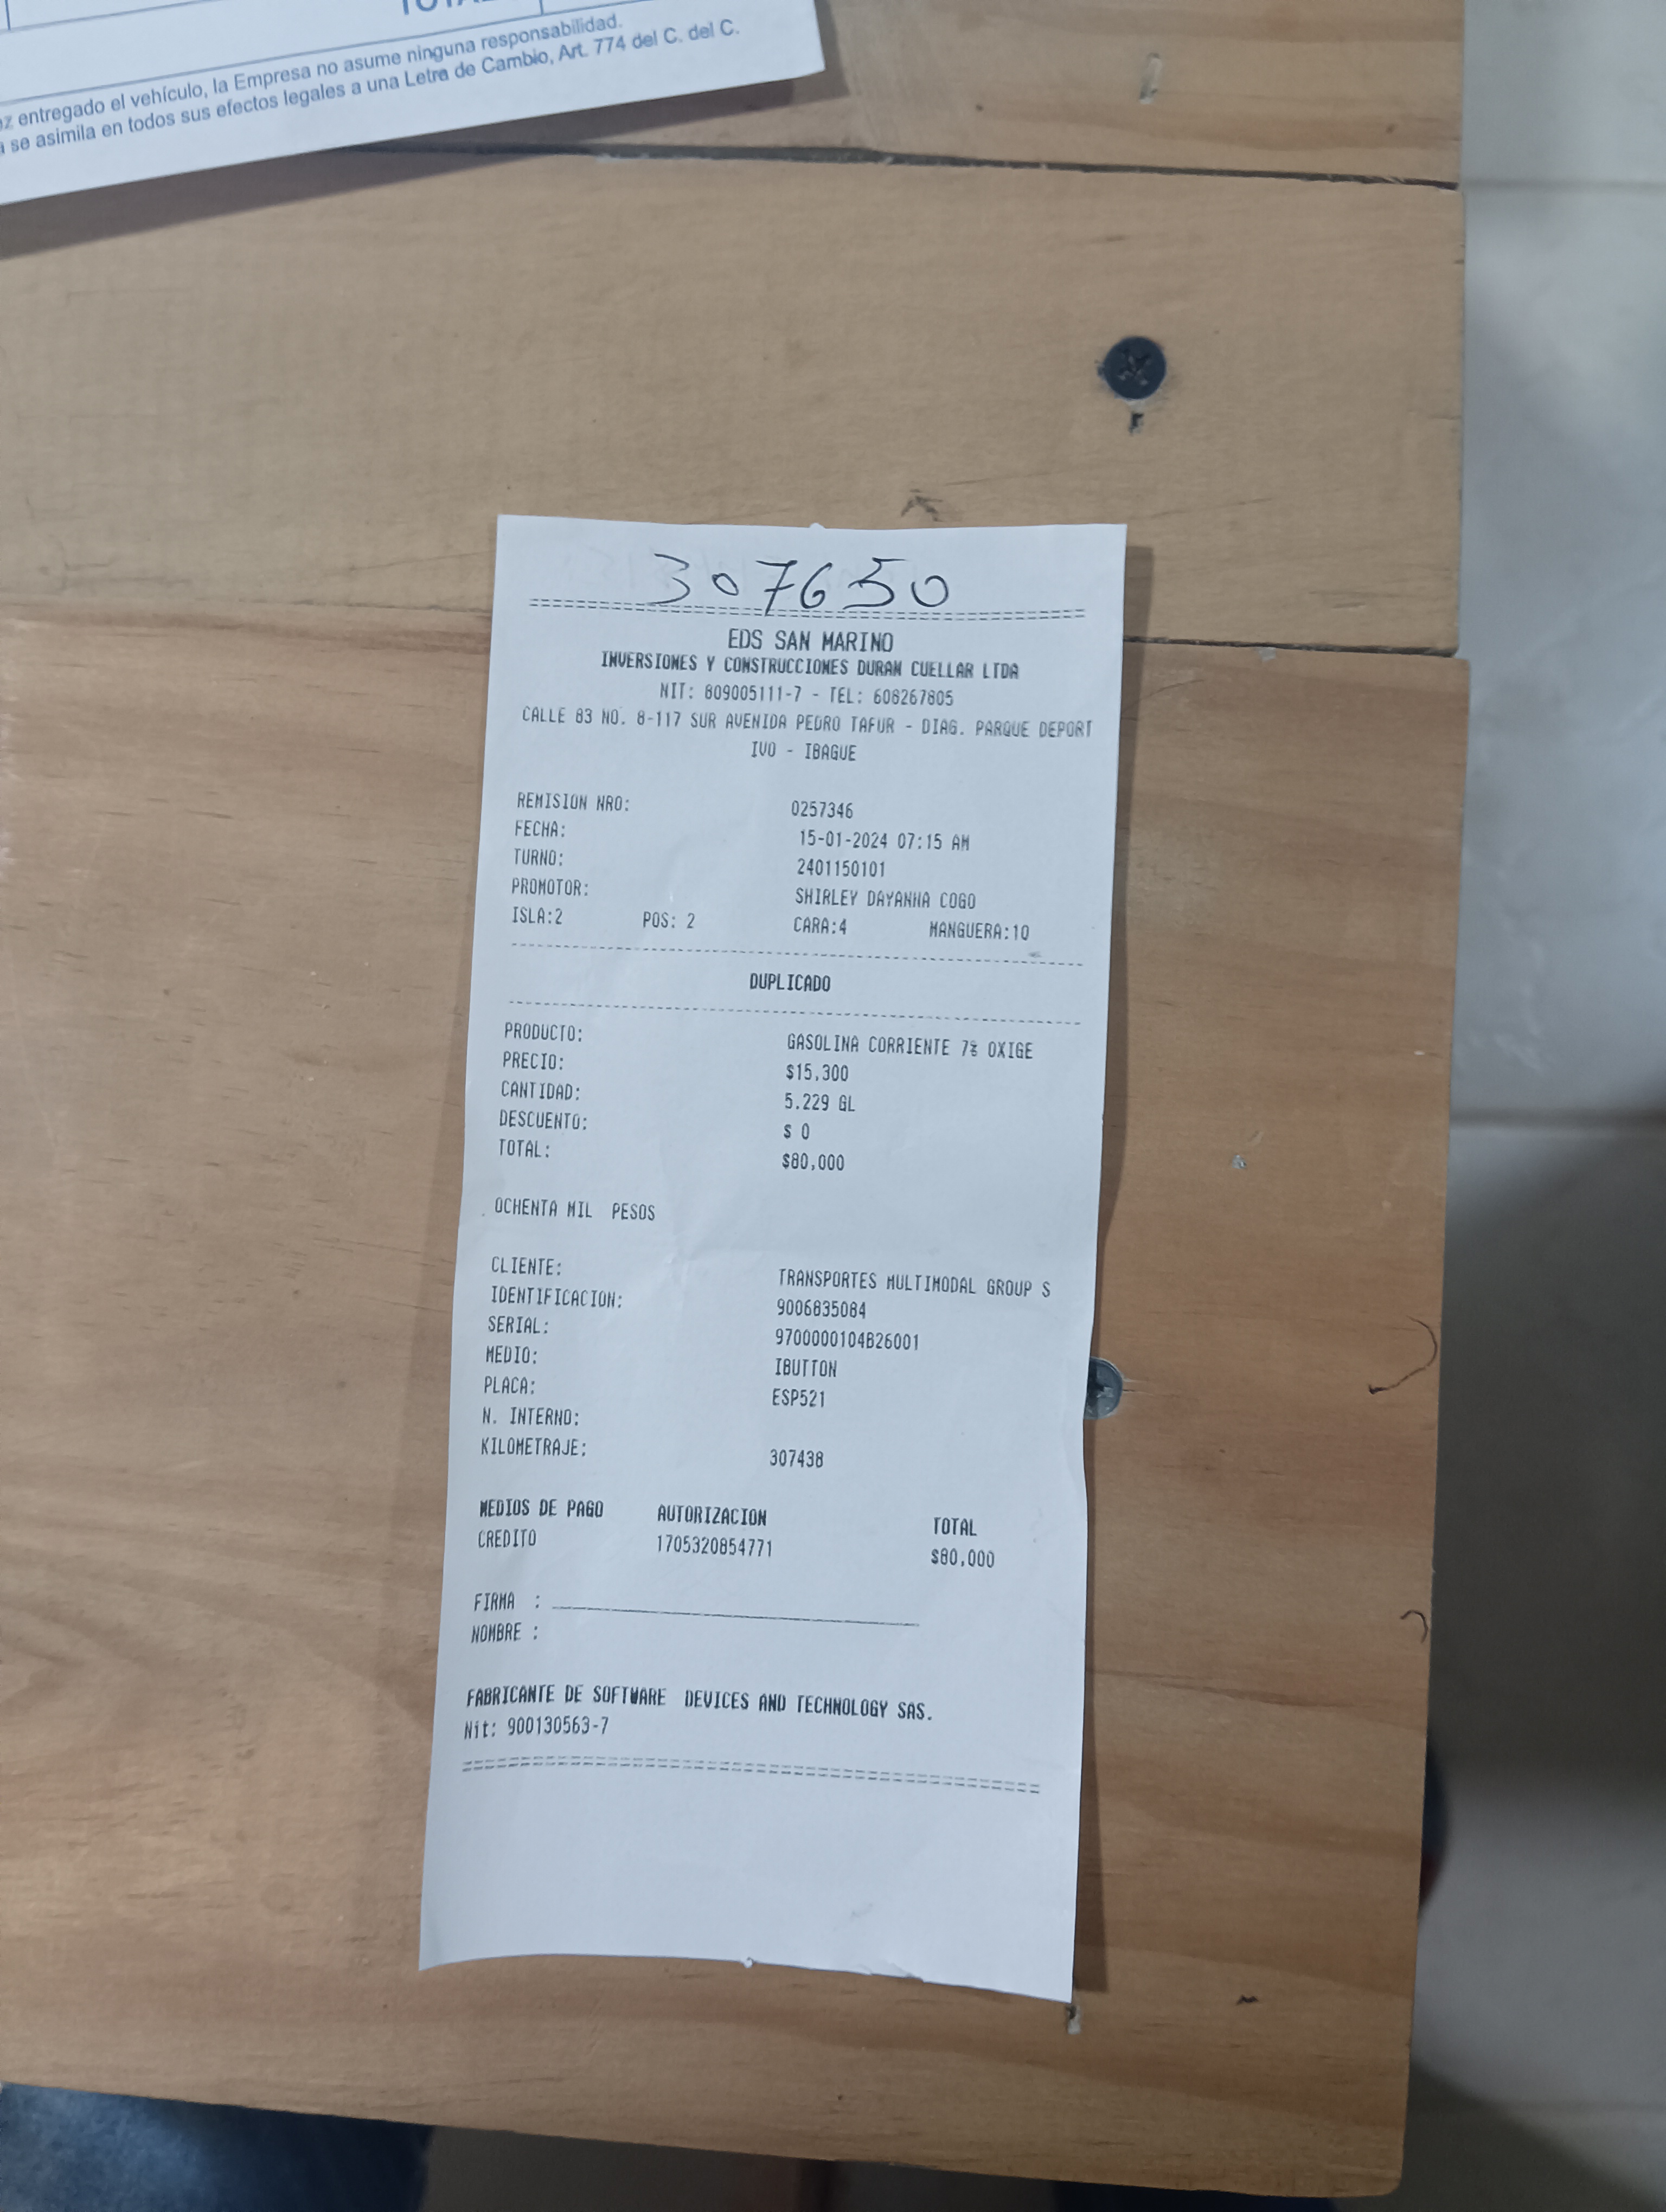 entregado el vehículo, la Empresa no asume ninguna responsabilidad.
se asimila en todos sus efectos legales a una Letra de Cambio, Art. 774 del C. del C.
307650
==============================
EDS SAN MARINO
INVERSIONES Y CONSTRUCCIONES DURAN CUELLAR LTDA
NIT: 809005111-7 - TEL: 608267805
CALLE 83 NO. 8-117 SUR AVENIDA PEDRO TAFUR - DIAG. PARQUE DEPORT
IVO - IBAGUE
REMISION NRO: 0257346
FECHA: 15-01-2024 07:15 AM
TURNO: 2401150101
PROMOTOR: SHIRLEY DAYANNA COGO
ISLA:2 POS: 2 CARA:4 MANGUERA:10
DUPLICADO
PRODUCTO: GASOLINA CORRIENTE 7% OXIGE
PRECIO: $15,300
CANTIDAD: 5.229 GL
DESCUENTO: $ 0
TOTAL: $80,000
OCHENTA MIL PESOS
CLIENTE: TRANSPORTES MULTIMODAL GROUP S
IDENTIFICACION: 9006835084
SERIAL: 9700000104B26001
MEDIO: IBUTTON
PLACA: ESP521
N. INTERNO:
KILOMETRAJE: 307438
MEDIOS DE PAGO AUTORIZACION TOTAL
CREDITO 1705320854771 $80,000
FIRMA :
NOMBRE :
FABRICANTE DE SOFTWARE DEVICES AND TECHNOLOGY SAS.
Nit: 900130563-7